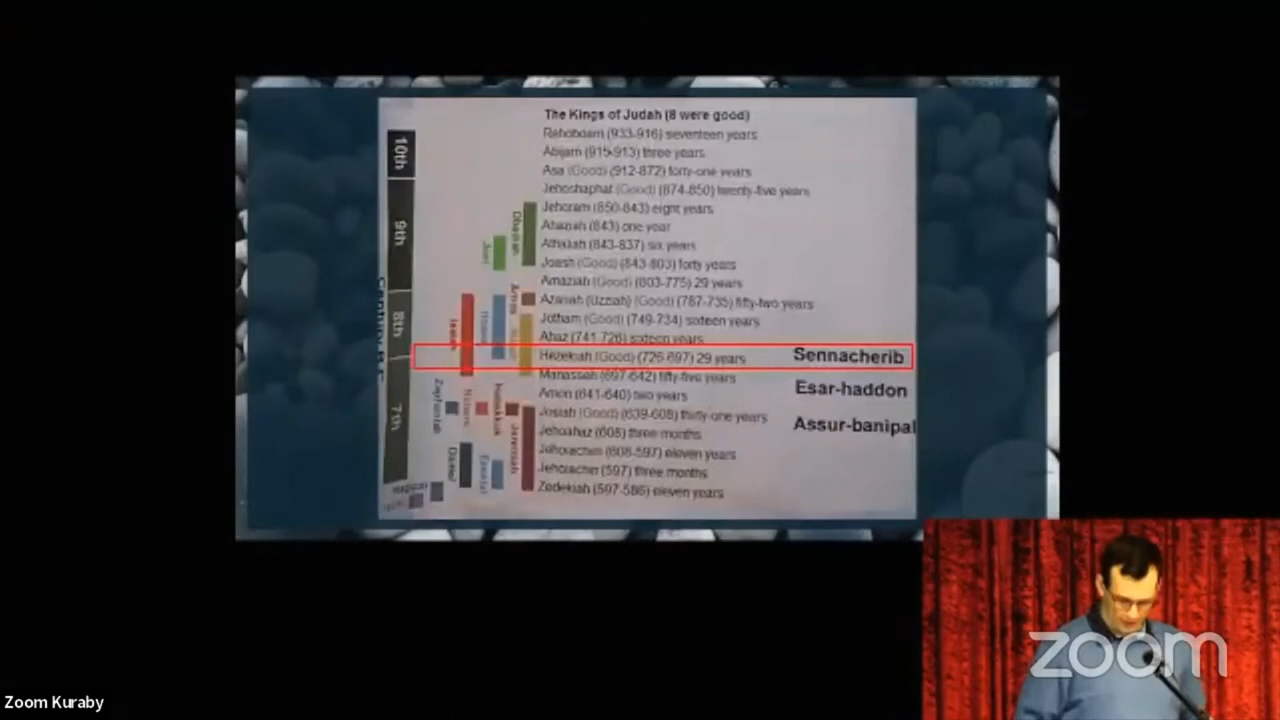 The Kings of Judah (8 were good)
Rehoboam (933-916) seventeen years
Abijam (915-913) three years
Asa (Good) (912-872) forty-one years
Jehoshaphat (Good) (874-850) twenty-five years
Jehoram (850-843) eight years
Ahaziah (843) one year
Athaliah (843-837) six years
Joash (Good) (843-803) forty years
Amaziah (Good) (803-775) 29 years
Azariah (Uzziah) (Good) (787-735) fifty-two years
Jotham (Good) (749-734) sixteen years
Ahaz (741-726) sixteen years
Hezekiah (Good) (726-697) 29 years
Manasseh (697-642) fifty-five years
Amon (641-640) two years
Josiah (Good) (639-608) thirty-one years
Jehoahaz (608) three months
Jehoiachim (608-597) eleven years
Jehoiachin (597) three months
Zedekiah (597-586) eleven years
Sennacherib
Esar-haddon
Assur-banipal
10th
9th
8th
7th
Obadiah
Joel
Amos
Hosea
Isaiah
Zephaniah
Nahum
Habakkuk
Jeremiah
Daniel
Ezekiel
zoom
Zoom Kuraby